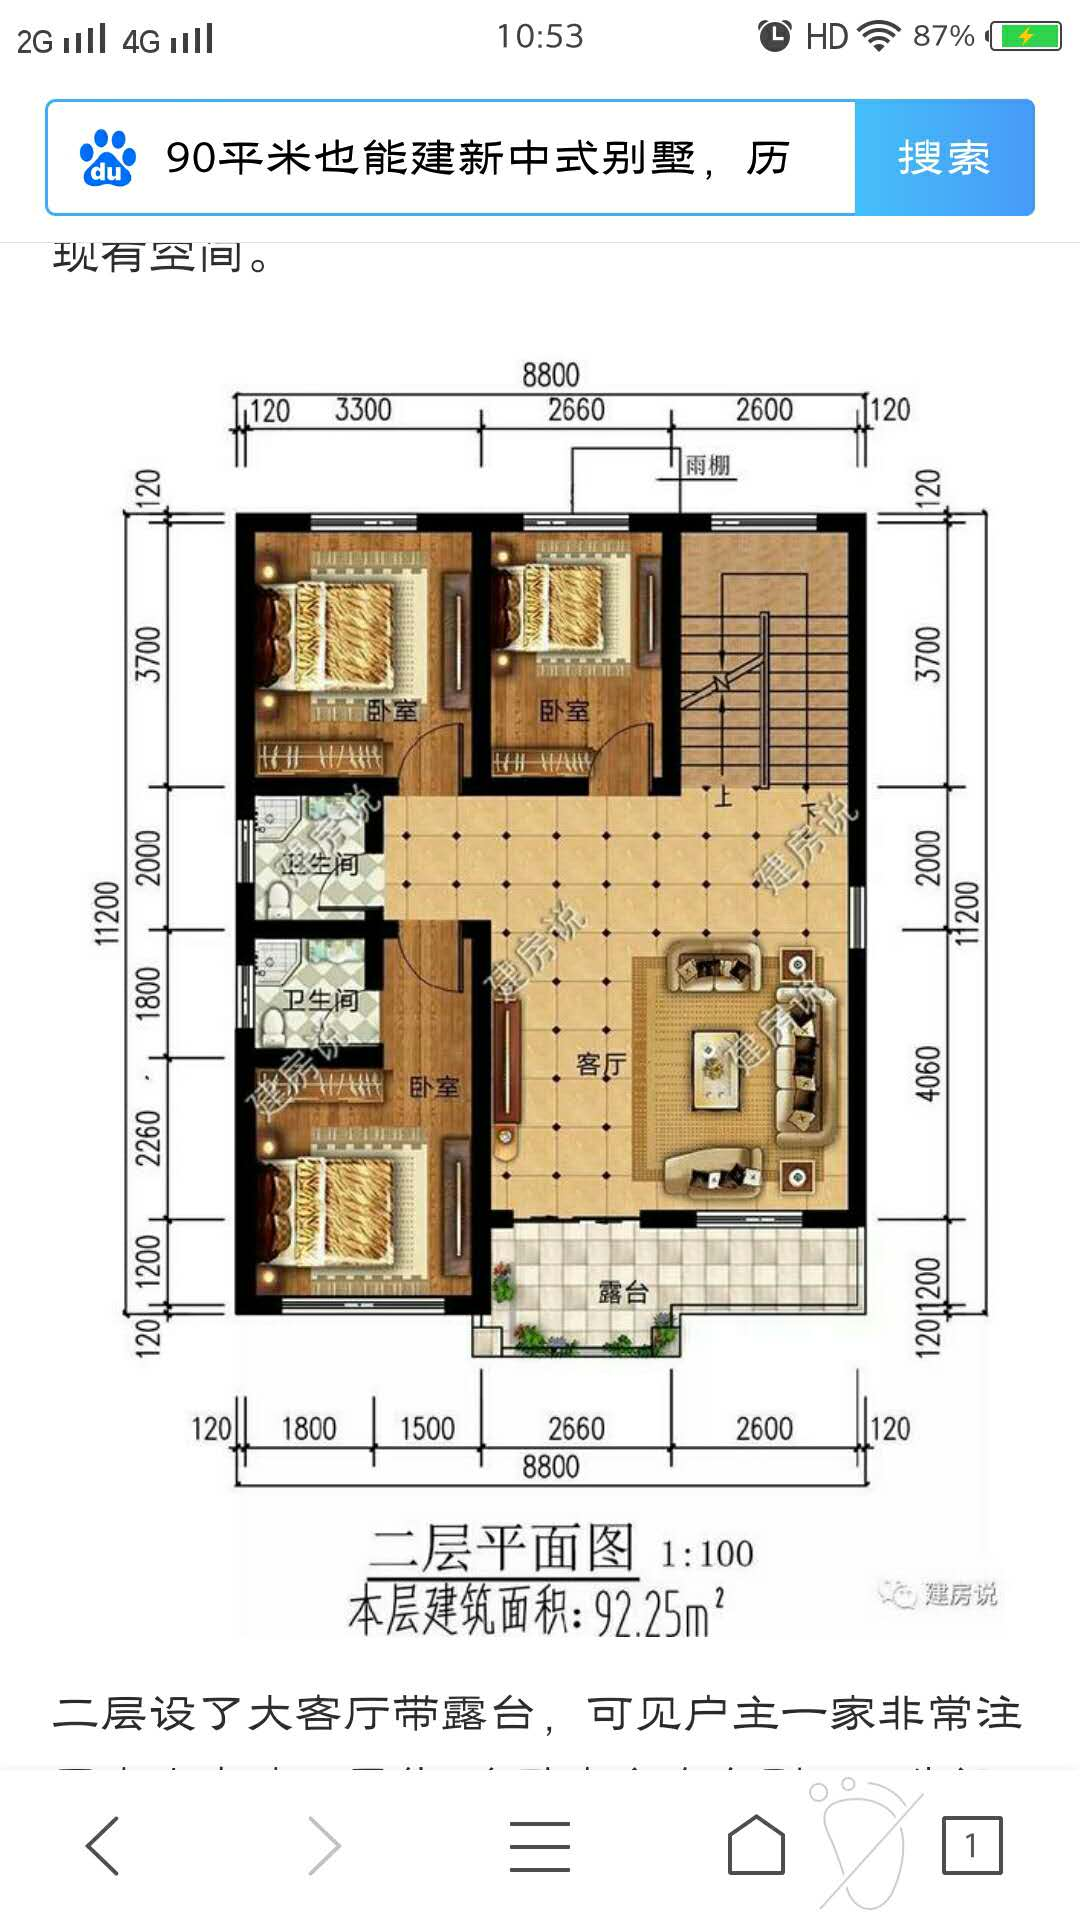 2G 4G 10:53 HD 87%
du 90平米也能建新中式别墅，历 搜索
现有空间。
8800
120 3300 2660 2600 120
雨棚
120 120
3700 3700
卧室 卧室
上 下
建房说 建房说
2000 2000
卫生间
11200 11200
建房说
1800
卫生间
建房说
客厅
4060
卧室
建房说
2260
1200 1200
露台
120 120
120 1800 1500 2660 2600 120
8800
二层平面图 1:100
本层建筑面积：92.25m²
建房说
二层设了大客厅带露台，可见户主一家非常注
1